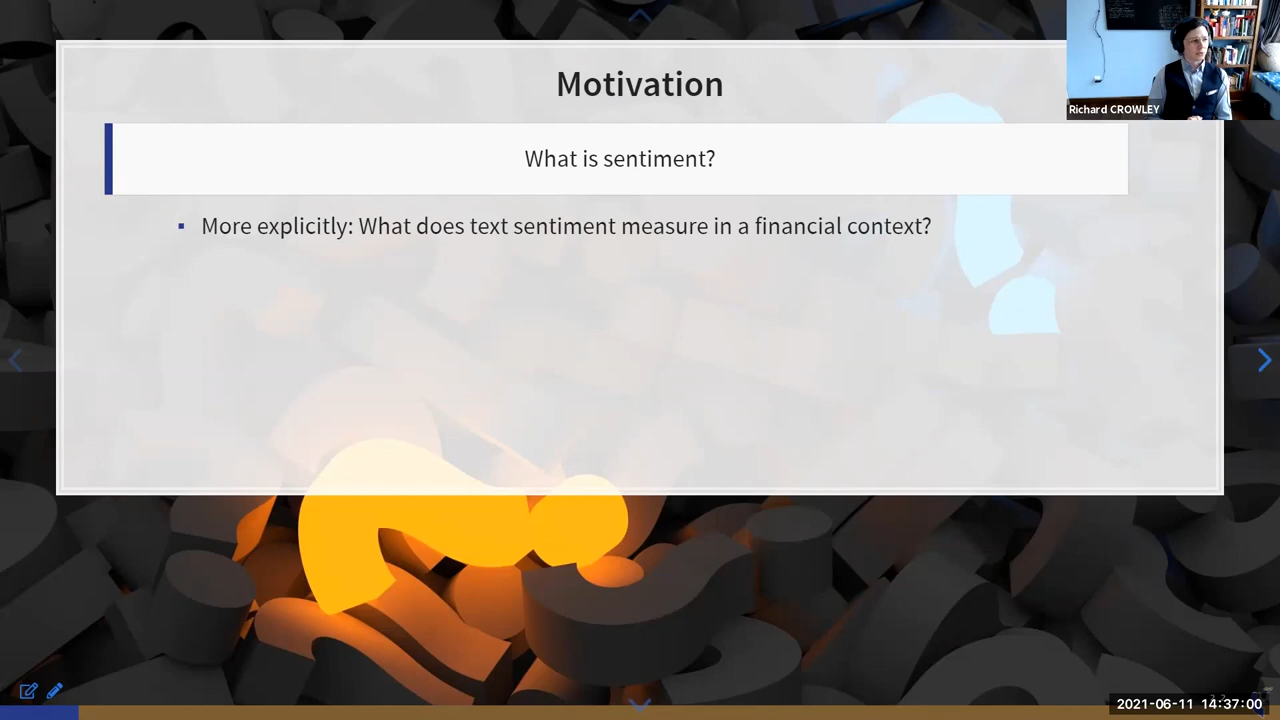 Motivation
What is sentiment?
▪ More explicitly: What does text sentiment measure in a financial context?
Richard CROWLEY
2021-06-11 14:37:00